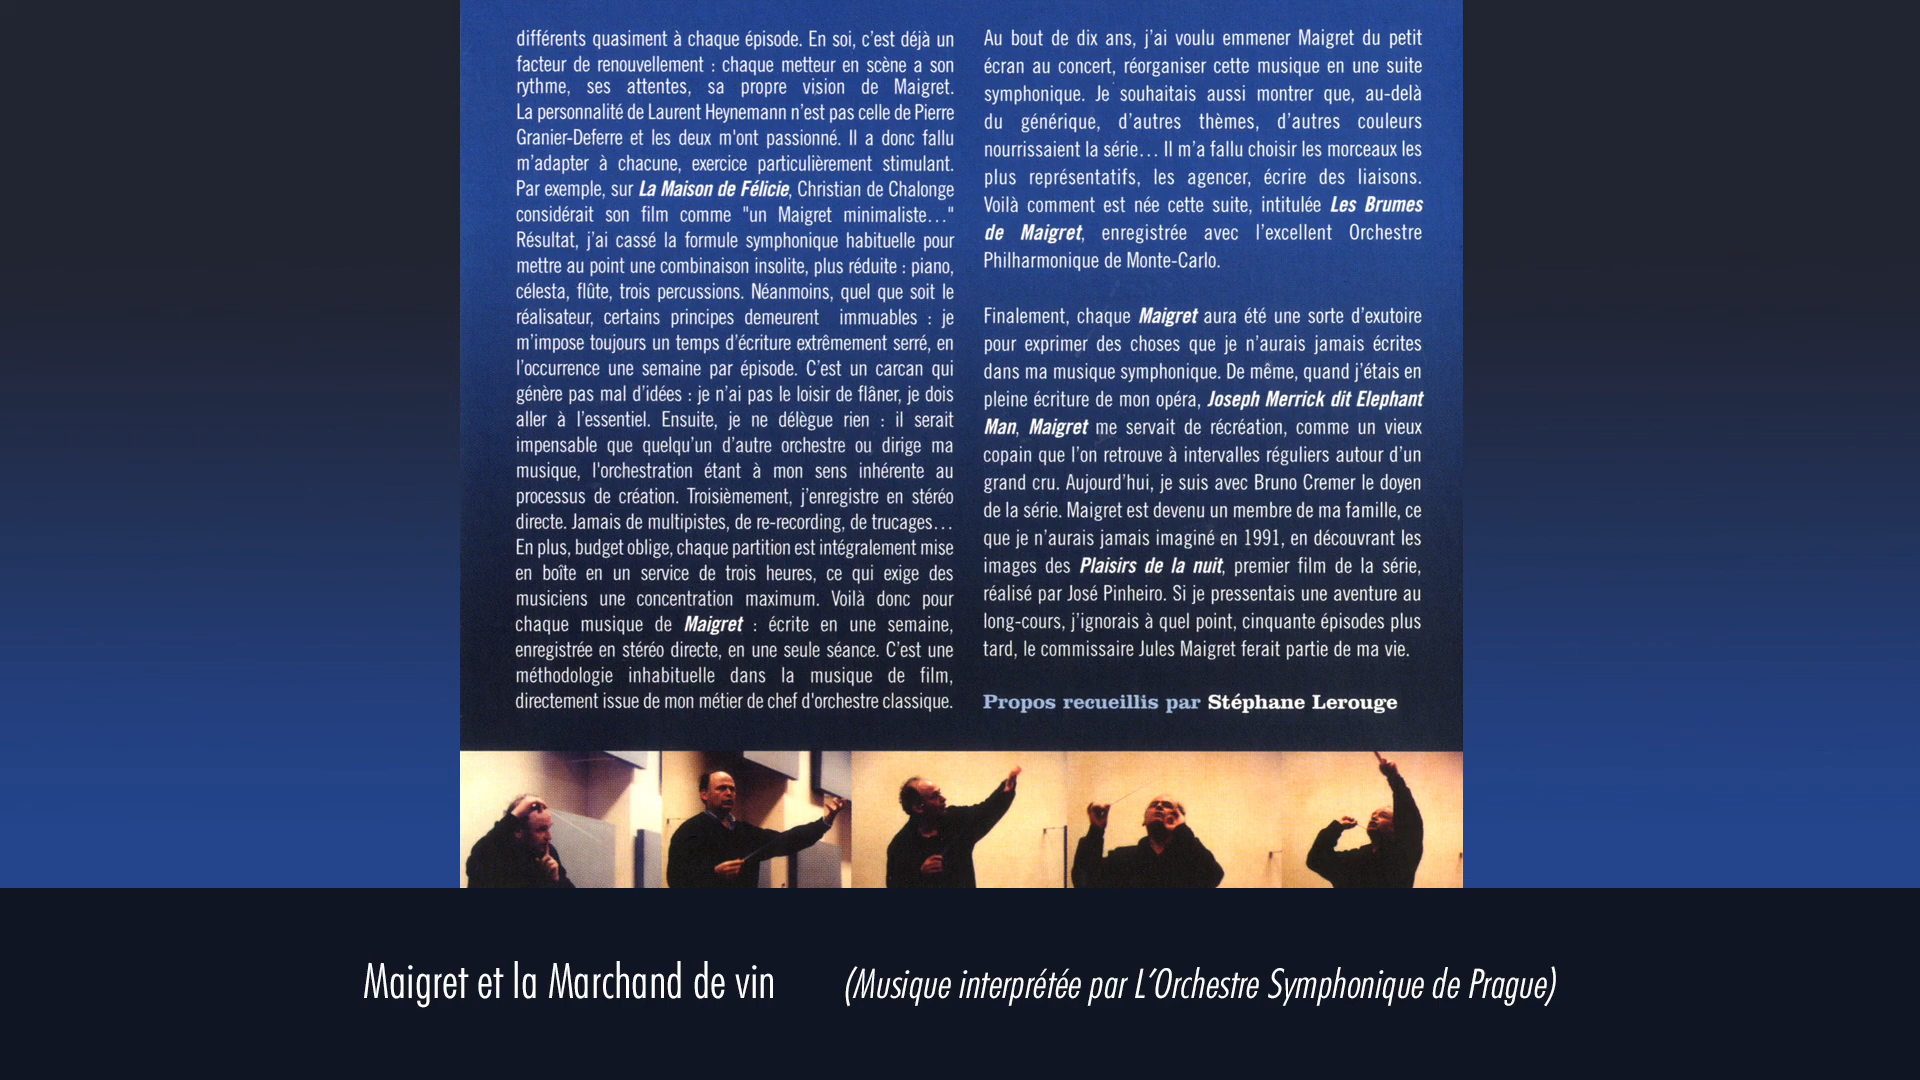 différents quasiment à chaque épisode. En soi, c’est déjà un
facteur de renouvellement : chaque metteur en scène a son
rythme, ses attentes, sa propre vision de Maigret.
La personnalité de Laurent Heynemann n’est pas celle de Pierre
Granier-Deferre et les deux m'ont passionné. Il a donc fallu
m’adapter à chacune, exercice particulièrement stimulant.
Par exemple, sur La Maison de Félicie, Christian de Chalonge
considérait son film comme "un Maigret minimaliste…"
Résultat, j’ai cassé la formule symphonique habituelle pour
mettre au point une combinaison insolite, plus réduite : piano,
célesta, flûte, trois percussions. Néanmoins, quel que soit le
réalisateur, certains principes demeurent immuables : je
m’impose toujours un temps d’écriture extrêmement serré, en
l’occurrence une semaine par épisode. C’est un carcan qui
génère pas mal d’idées : je n’ai pas le loisir de flâner, je dois
aller à l’essentiel. Ensuite, je ne délègue rien : il serait
impensable que quelqu’un d’autre orchestre ou dirige ma
musique, l'orchestration étant à mon sens inhérente au
processus de création. Troisièmement, j’enregistre en stéréo
directe. Jamais de multipistes, de re-recording, de trucages…
En plus, budget oblige, chaque partition est intégralement mise
en boîte en un service de trois heures, ce qui exige des
musiciens une concentration maximum. Voilà donc pour
chaque musique de Maigret : écrite en une semaine,
enregistrée en stéréo directe, en une seule séance. C’est une
méthodologie inhabituelle dans la musique de film,
directement issue de mon métier de chef d'orchestre classique.
Au bout de dix ans, j’ai voulu emmener Maigret du petit
écran au concert, réorganiser cette musique en une suite
symphonique. Je souhaitais aussi montrer que, au-delà
du générique, d’autres thèmes, d’autres couleurs
nourrissaient la série… Il m’a fallu choisir les morceaux les
plus représentatifs, les agencer, écrire des liaisons.
Voilà comment est née cette suite, intitulée Les Brumes
de Maigret, enregistrée avec l’excellent Orchestre
Philharmonique de Monte-Carlo.
Finalement, chaque Maigret aura été une sorte d’exutoire
pour exprimer des choses que je n’aurais jamais écrites
dans ma musique symphonique. De même, quand j’étais en
pleine écriture de mon opéra, Joseph Merrick dit Elephant
Man, Maigret me servait de récréation, comme un vieux
copain que l’on retrouve à intervalles réguliers autour d’un
grand cru. Aujourd’hui, je suis avec Bruno Cremer le doyen
de la série. Maigret est devenu un membre de ma famille, ce
que je n’aurais jamais imaginé en 1991, en découvrant les
images des Plaisirs de la nuit, premier film de la série,
réalisé par José Pinheiro. Si je pressentais une aventure au
long-cours, j’ignorais à quel point, cinquante épisodes plus
tard, le commissaire Jules Maigret ferait partie de ma vie.
Propos recueillis par Stéphane Lerouge
Maigret et la Marchand de vin (Musique interprétée par L’Orchestre Symphonique de Prague)